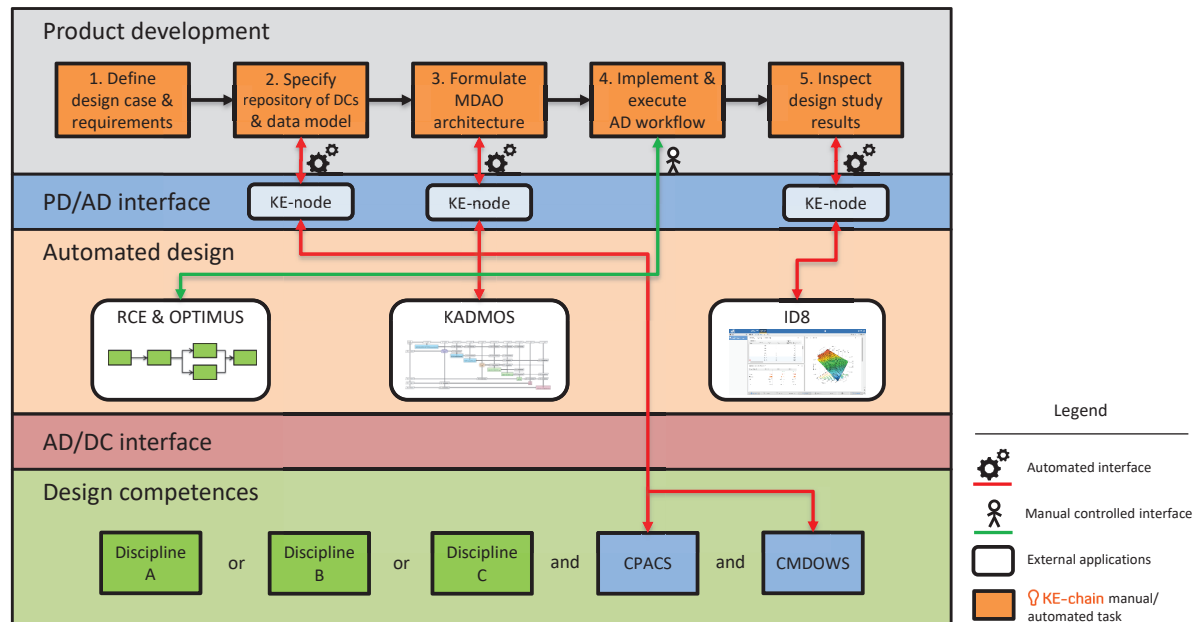 Product development
1. Define
design case &
requirements
2. Specify
repository of DCs
& data model
3. Formulate
MDAO
architecture
4. Implement &
execute
AD workflow
5. Inspect
design study
results
PD/AD interface
KE-node
KE-node
KE-node
Automated design
RCE & OPTIMUS
KADMOS
ID8
AD/DC interface
Design competences
Discipline
A
or
Discipline
B
or
Discipline
C
and
CPACS
and
CMDOWS
Legend
Automated interface
Manual controlled interface
External applications
KE-chain manual/
automated task